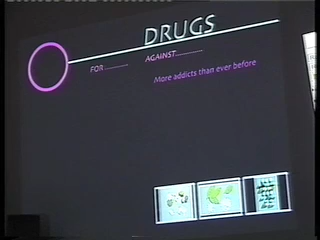 DRUGS
FOR........ AGAINST........
More addicts than ever before